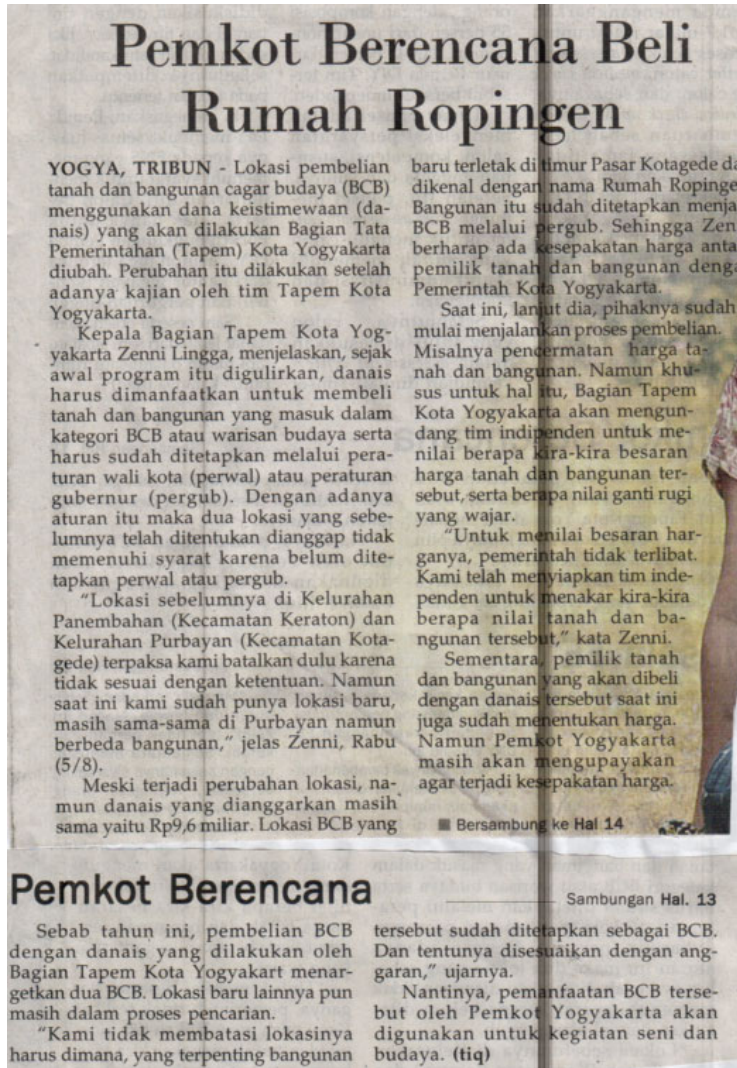 Pemkot Berencana Beli
Rumah Ropingen
YOGYA, TRIBUN - Lokasi pembelian
tanah dan bangunan cagar budaya (BCB)
menggunakan dana keistimewaan (da-
nais) yang akan dilakukan Bagian Tata
Pemerintahan (Tapem) Kota Yogyakarta
diubah. Perubahan itu dilakukan setelah
adanya kajian oleh tim Tapem Kota
Yogyakarta.
Kepala Bagian Tapem Kota Yog-
yakarta Zenni Lingga, menjelaskan, sejak
awal program itu digulirkan, danais
harus dimanfaatkan untuk membeli
tanah dan bangunan yang masuk dalam
kategori BCB atau warisan budaya serta
harus sudah ditetapkan melalui pera-
turan wali kota (perwal) atau peraturan
gubernur (pergub). Dengan adanya
aturan itu maka dua lokasi yang sebe-
lumnya telah ditentukan dianggap tidak
memenuhi syarat karena belum dite-
tapkan perwal atau pergub.
"Lokasi sebelumnya di Kelurahan
Panembahan (Kecamatan Keraton) dan
Kelurahan Purbayan (Kecamatan Kota-
gede) terpaksa kami batalkan dulu karena
tidak sesuai dengan ketentuan. Namun
saat ini kami sudah punya lokasi baru,
masih sama-sama di Purbayan namun
berbeda bangunan," jelas Zenni, Rabu
(5/8).
Meski terjadi perubahan lokasi, na-
mun danais yang dianggarkan masih
sama yaitu Rp9,6 miliar. Lokasi BCB yang
baru terletak di timur Pasar Kotagede da
dikenal dengan nama Rumah Ropinge
Bangunan itu sudah ditetapkan menja
BCB melalui pergub. Sehingga Zen
berharap ada kesepakatan harga anta
pemilik tanah dan bangunan denga
Pemerintah Kota Yogyakarta.
Saat ini, lanjut dia, pihaknya sudah
mulai menjalankan proses pembelian.
Misalnya pencermatan harga ta-
nah dan bangunan. Namun khu-
sus untuk hal itu, Bagian Tapem
Kota Yogyakarta akan mengun-
dang tim indipenden untuk me-
nilai berapa kira-kira besaran
harga tanah dan bangunan ter-
sebut, serta berapa nilai ganti rugi
yang wajar.
"Untuk menilai besaran har-
ganya, pemerintah tidak terlibat.
Kami telah menyiapkan tim inde-
penden untuk menakar kira-kira
berapa nilai tanah dan ba-
ngunan tersebut," kata Zenni.
Sementara, pemilik tanah
dan bangunan yang akan dibeli
dengan danais tersebut saat ini
juga sudah menentukan harga.
Namun Pemkot Yogyakarta
masih akan mengupayakan
agar terjadi kesepakatan harga.
■ Bersambung ke Hal 14
Pemkot Berencana
Sambungan Hal. 13
Sebab tahun ini, pembelian BCB
dengan danais yang dilakukan oleh
Bagian Tapem Kota Yogyakart menar-
getkan dua BCB. Lokasi baru lainnya pun
masih dalam proses pencarian.
"Kami tidak membatasi lokasinya
harus dimana, yang terpenting bangunan
tersebut sudah ditetapkan sebagai BCB.
Dan tentunya disesuaikan dengan ang-
garan," ujarnya.
Nantinya, pemanfaatan BCB terse-
but oleh Pemkot Yogyakarta akan
digunakan untuk kegiatan seni dan
budaya. (tiq)